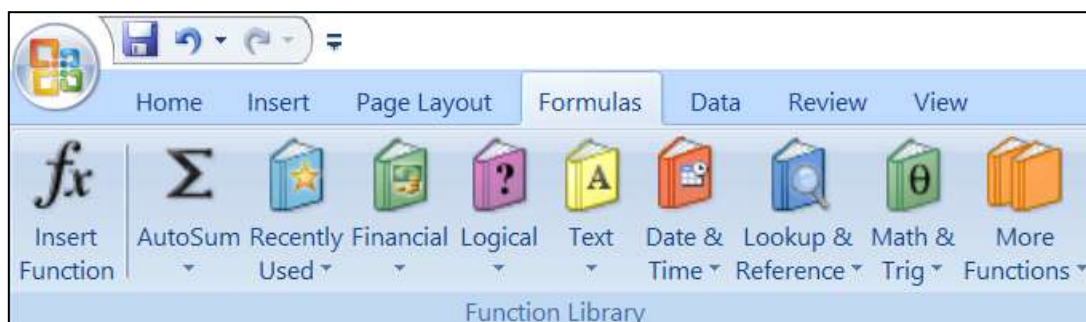 Home Insert Page Layout Formulas Data Review View
fx Σ ? A θ
Insert AutoSum Recently Financial Logical Text Date & Lookup & Math & More
Function Used Time Reference Trig Functions
Function Library